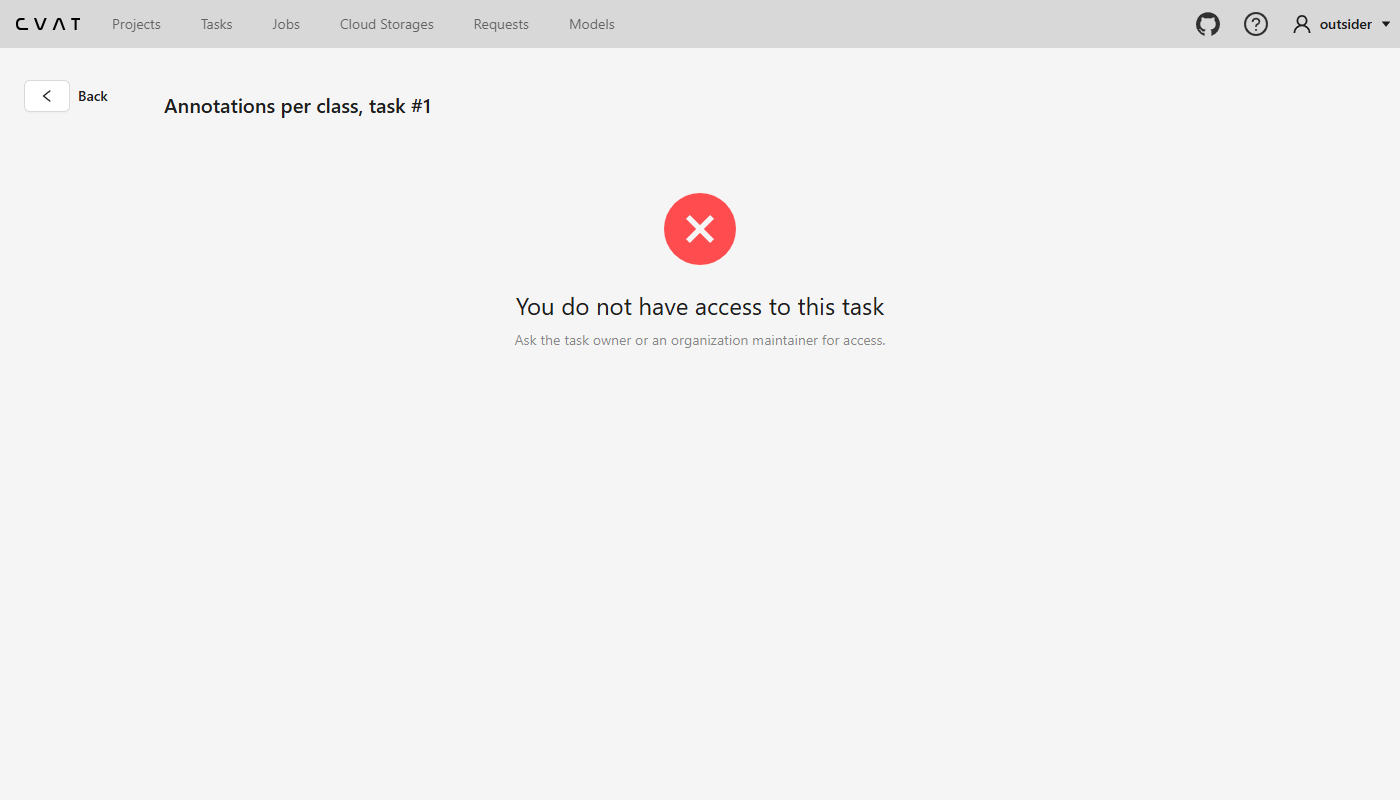 CVAT Projects Tasks Jobs Cloud Storages Requests Models outsider
Back
Annotations per class, task #1
You do not have access to this task
Ask the task owner or an organization maintainer for access.